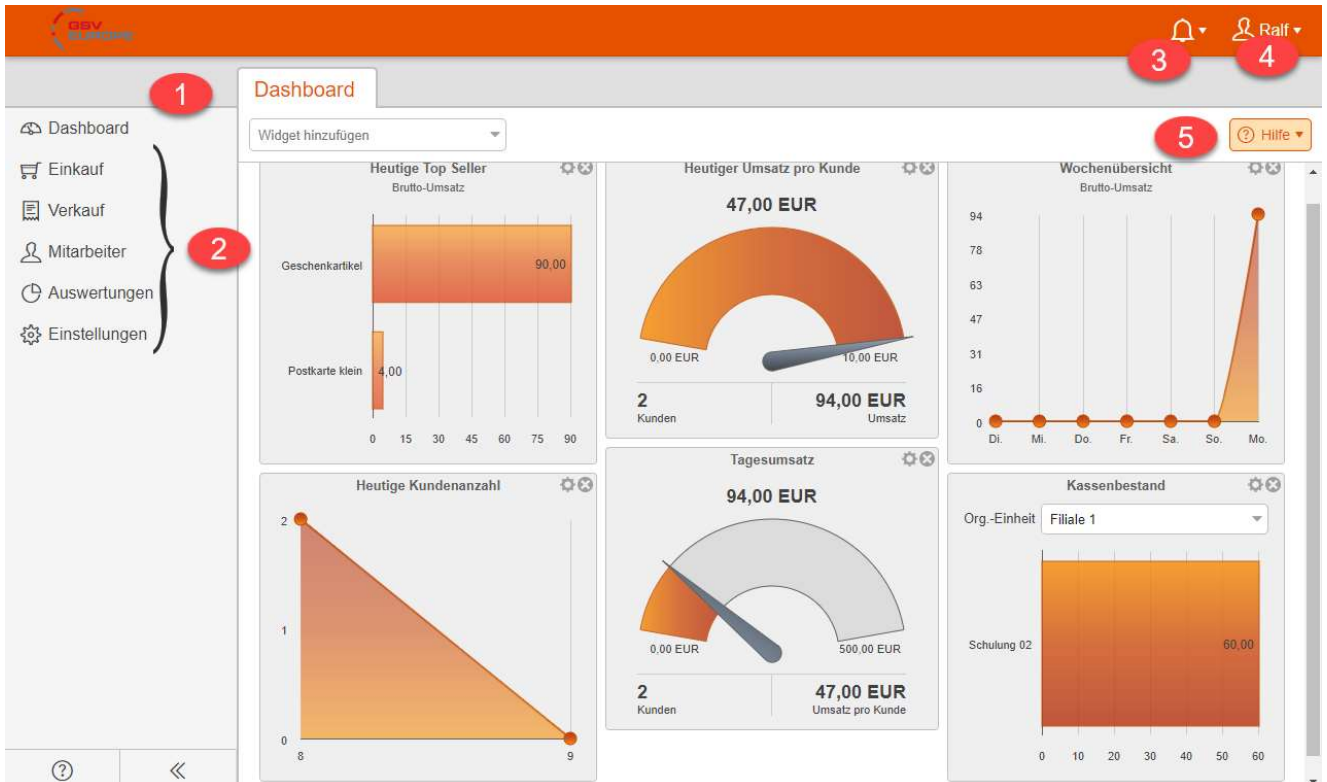 GSV
EUROPE
Ralf
3
4
1
Dashboard
Dashboard
Einkauf
Verkauf
Mitarbeiter
Auswertungen
Einstellungen
2
Widget hinzufügen
5
Hilfe
Heutige Top Seller
Brutto-Umsatz
Geschenkartikel
90,00
Postkarte klein
4,00
0 15 30 45 60 75 90
Heutiger Umsatz pro Kunde
47,00 EUR
0,00 EUR
10,00 EUR
2
Kunden
94,00 EUR
Umsatz
Wochenübersicht
Brutto-Umsatz
94
78
63
47
31
16
0
Di. Mi. Do. Fr. Sa. So. Mo.
Heutige Kundenanzahl
2
1
0
8 9
Tagesumsatz
94,00 EUR
0,00 EUR
500,00 EUR
2
Kunden
47,00 EUR
Umsatz pro Kunde
Kassenbestand
Org.-Einheit
Filiale 1
Schulung 02
60,00
0 10 20 30 40 50 60